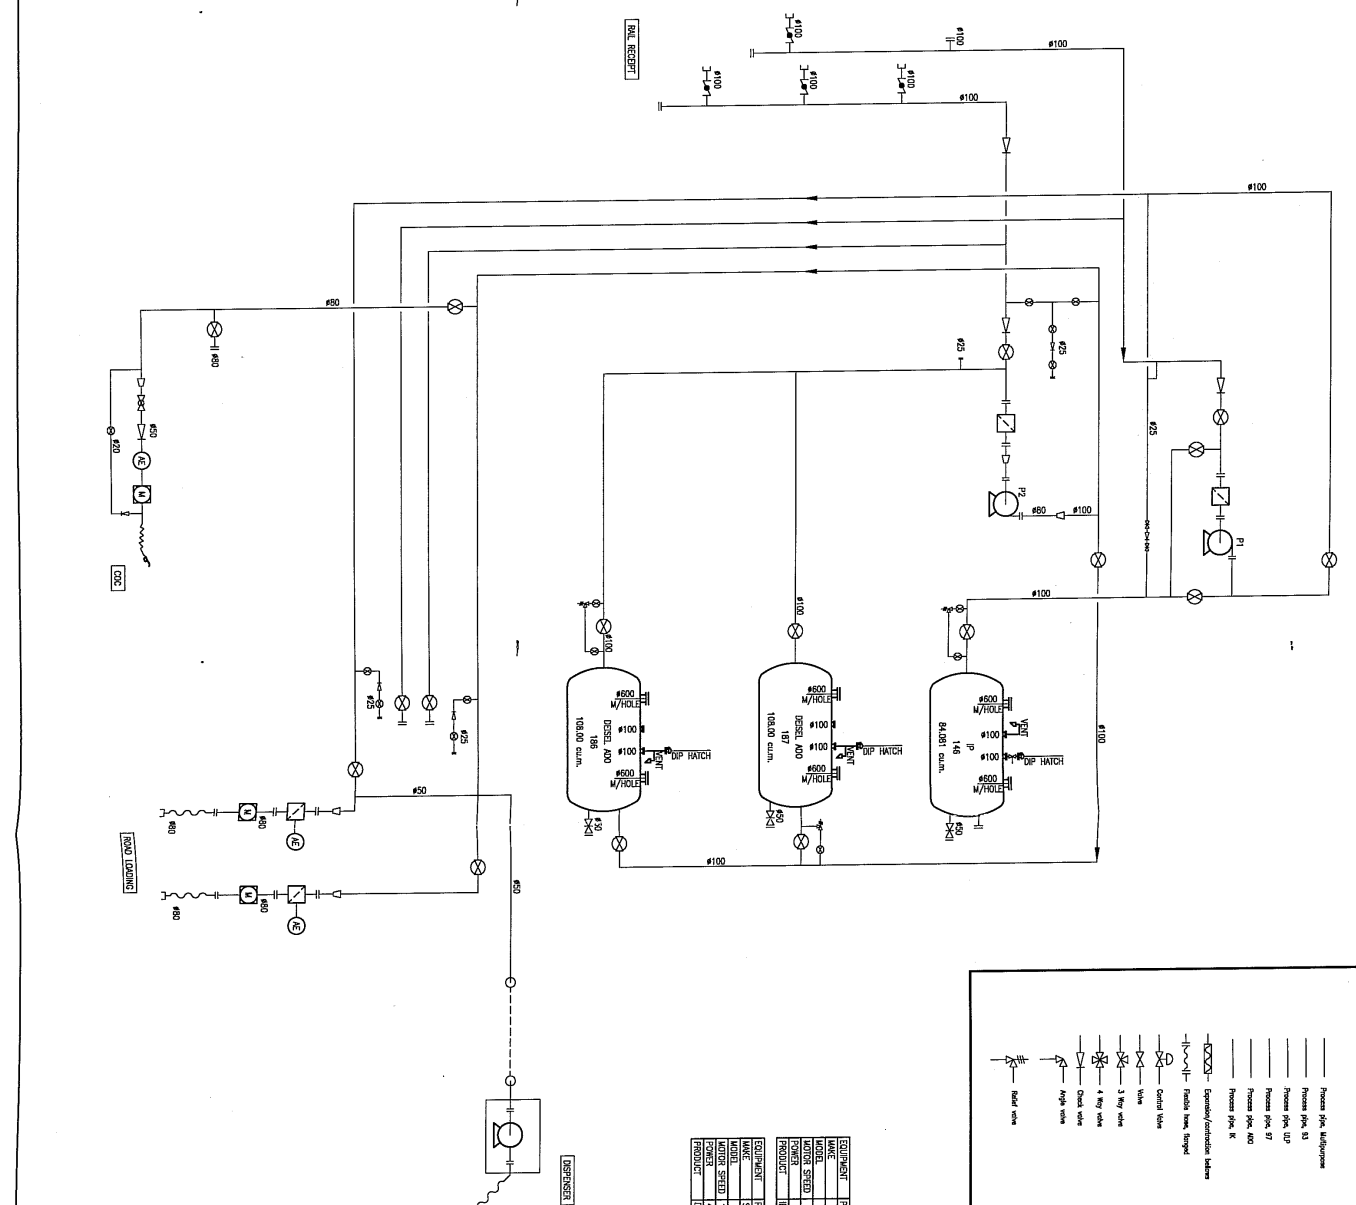 RAIL RECEIPT
ø100
ø100
ø100
ø100
ø100
ø100
ø100
ø100
ø80
ø80
ø50
ø20
AE
M
CDC
ø25
ø25
ø25
P2
ø80
ø100
P1
ø100
ø100
ø100
ø100
ø600
M/HOLE
ø100
ø100
ø600
M/HOLE
VENT
DIP HATCH
DEISEL ADO
186
108.00 cu.m.
ø600
M/HOLE
ø100
ø100
ø600
M/HOLE
VENT
DIP HATCH
DEISEL ADO
187
108.00 cu.m.
ø50
ø600
M/HOLE
VENT
ø100
ø100
DIP HATCH
ø600
M/HOLE
IP
146
84.081 cu.m.
ø50
ø100
ø100
ø25
ø25
ø50
ø50
ROAD LOADING
ø80
M
ø80
AE
ø80
M
ø80
AE
DISPENSER
Process pipe, Multipurpose
Process pipe, 93
Process pipe, ULP
Process pipe, 97
Process pipe, ADO
Process pipe, IK
Expansion/contraction bellows
Flexible hose, flanged
Control Valve
Valve
3 Way valve
4 Way valve
Check valve
Angle valve
Relief valve
EQUIPMENT
MAKE
MODEL
MOTOR SPEED
POWER
PRODUCT
EQUIPMENT
MAKE
MODEL
MOTOR SPEED
POWER
PRODUCT